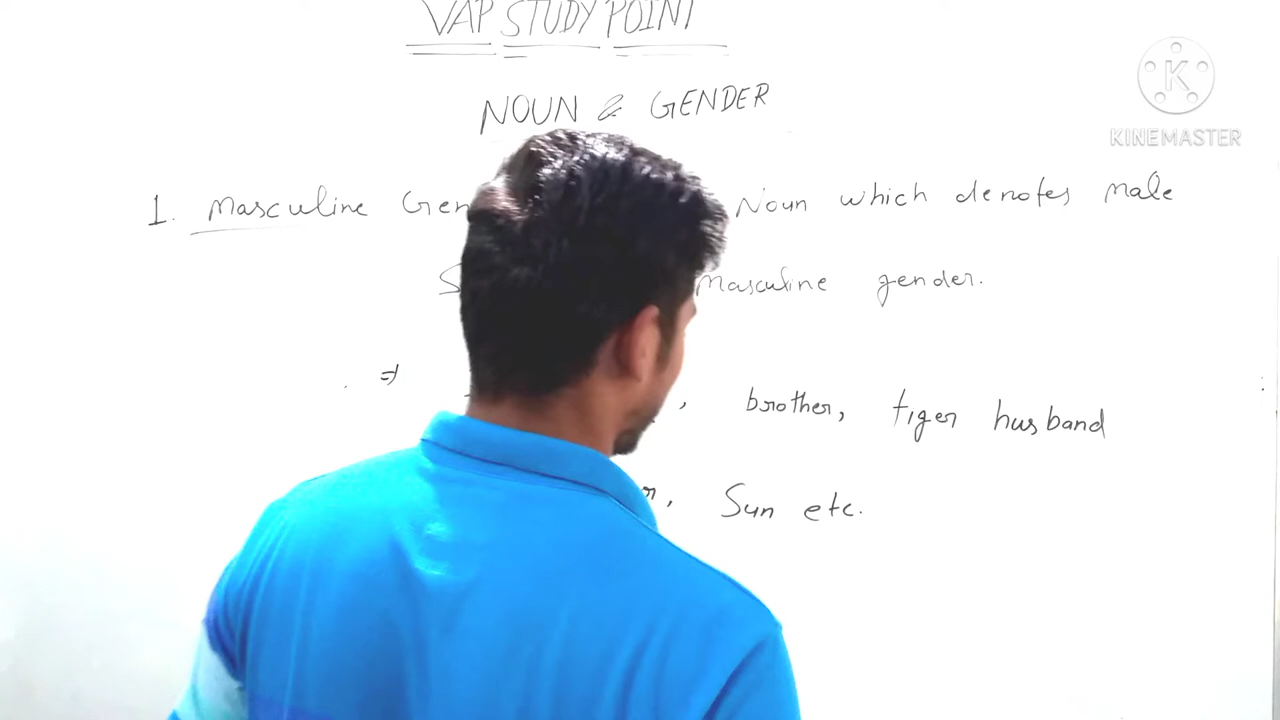 VAP STUDY POINT
NOUN & GENDER
KINEMASTER
1. Masculine Gen Noun which denotes male
S masculine gender.
⇒ , brother, tiger husband
r, Sun etc.